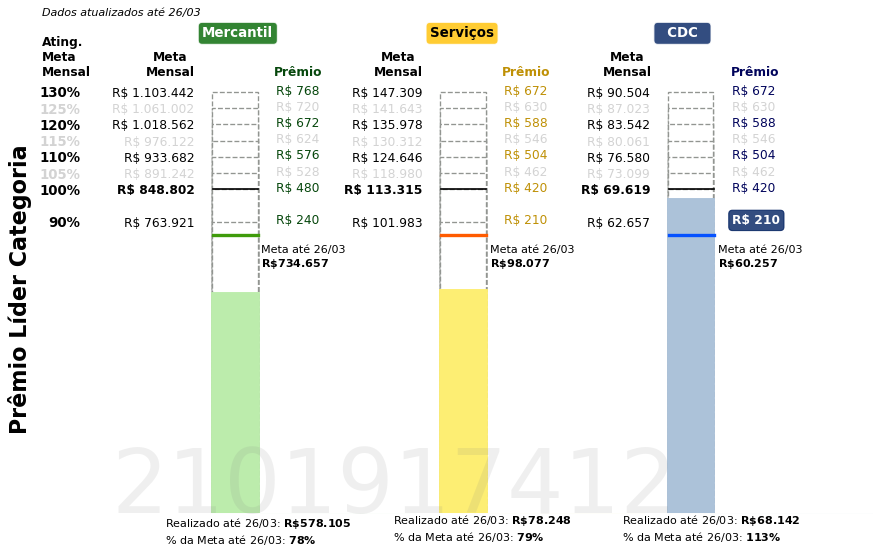 Dados atualizados até 26/03
Mercantil Serviços CDC
Ating. Meta Mensal Meta Mensal Prêmio Meta Mensal Prêmio Meta Mensal Prêmio
130% R$ 1.103.442 R$ 768 R$ 147.309 R$ 672 R$ 90.504 R$ 672
125% R$ 1.061.002 R$ 720 R$ 141.643 R$ 630 R$ 87.023 R$ 630
120% R$ 1.018.562 R$ 672 R$ 135.978 R$ 588 R$ 83.542 R$ 588
115% R$ 976.122 R$ 624 R$ 130.312 R$ 546 R$ 80.061 R$ 546
110% R$ 933.682 R$ 576 R$ 124.646 R$ 504 R$ 76.580 R$ 504
105% R$ 891.242 R$ 528 R$ 118.980 R$ 462 R$ 73.099 R$ 462
100% R$ 848.802 R$ 480 R$ 113.315 R$ 420 R$ 69.619 R$ 420
90% R$ 763.921 R$ 240 R$ 101.983 R$ 210 R$ 62.657 R$ 210
Meta até 26/03 Meta até 26/03 Meta até 26/03
R$734.657 R$98.077 R$60.257
Prêmio Líder Categoria
2101917412
Realizado até 26/03: R$578.105 Realizado até 26/03: R$78.248 Realizado até 26/03: R$68.142
% da Meta até 26/03: 78% % da Meta até 26/03: 79% % da Meta até 26/03: 113%